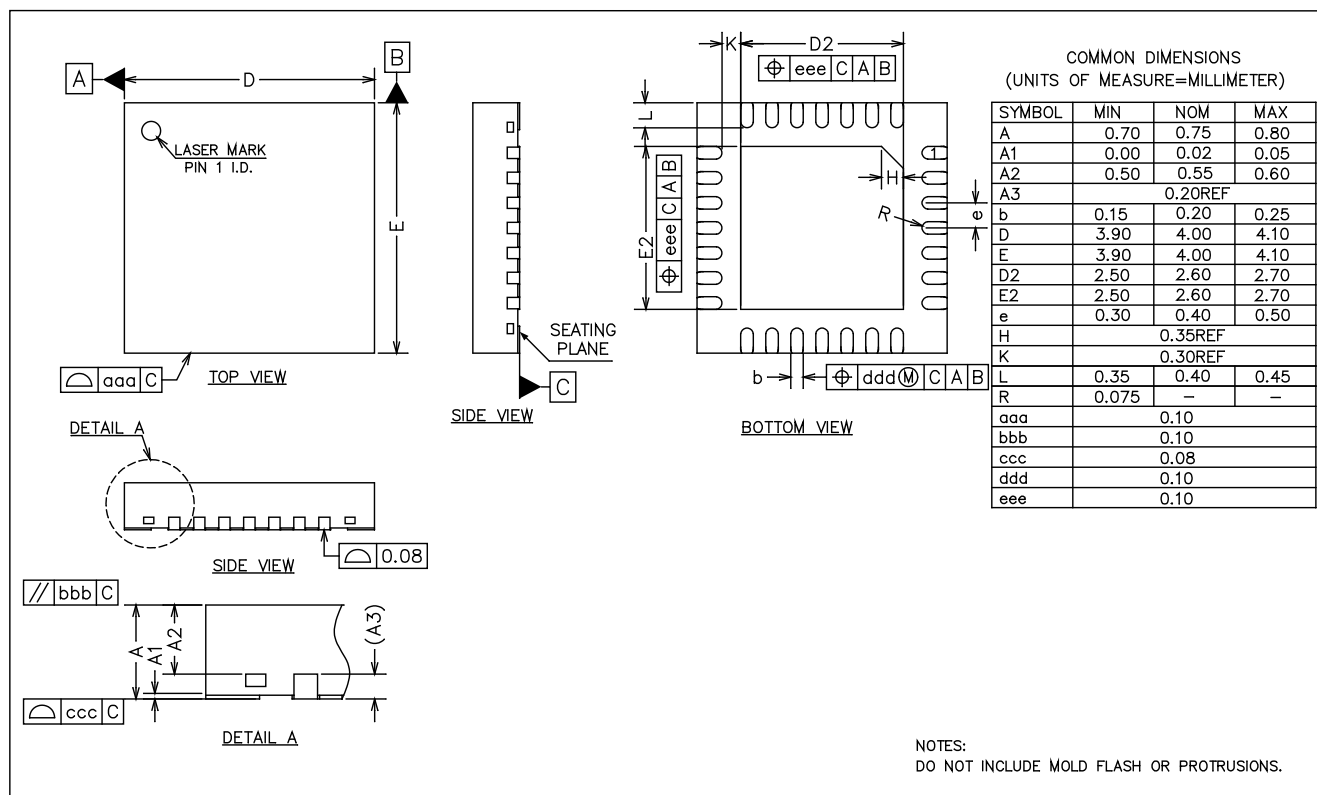 A
B
D
LASER MARK
PIN 1 I.D.
E
aaa C
TOP VIEW
SEATING
PLANE
C
SIDE VIEW
K
D2
eee C A B
L
1
H
R
e
E2
eee C A B
b
ddd Ⓜ C A B
BOTTOM VIEW
COMMON DIMENSIONS
(UNITS OF MEASURE=MILLIMETER)
SYMBOL MIN NOM MAX
A 0.70 0.75 0.80
A1 0.00 0.02 0.05
A2 0.50 0.55 0.60
A3 0.20REF
b 0.15 0.20 0.25
D 3.90 4.00 4.10
E 3.90 4.00 4.10
D2 2.50 2.60 2.70
E2 2.50 2.60 2.70
e 0.30 0.40 0.50
H 0.35REF
K 0.30REF
L 0.35 0.40 0.45
R 0.075 – –
aaa 0.10
bbb 0.10
ccc 0.08
ddd 0.10
eee 0.10
DETAIL A
SIDE VIEW
0.08
// bbb C
A
A1
A2
(A3)
ccc C
DETAIL A
NOTES:
DO NOT INCLUDE MOLD FLASH OR PROTRUSIONS.